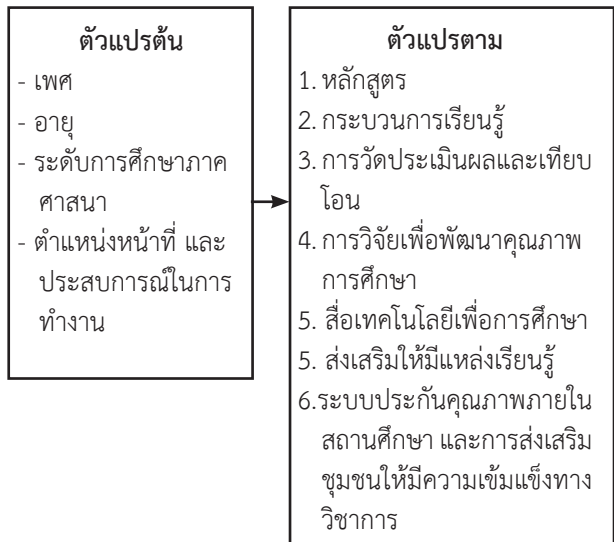 ตัวแปรต้น
- เพศ
- อายุ
- ระดับการศึกษาภาค
ศาสนา
- ตำแหน่งหน้าที่ และ
ประสบการณ์ในการ
ทำงาน
ตัวแปรตาม
1. หลักสูตร
2. กระบวนการเรียนรู้
3. การวัดประเมินผลและเทียบ
โอน
4. การวิจัยเพื่อพัฒนาคุณภาพ
การศึกษา
5. สื่อเทคโนโลยีเพื่อการศึกษา
5. ส่งเสริมให้มีแหล่งเรียนรู้
6.ระบบประกันคุณภาพภายใน
สถานศึกษา และการส่งเสริม
ชุมชนให้มีความเข้มแข็งทาง
วิชาการ